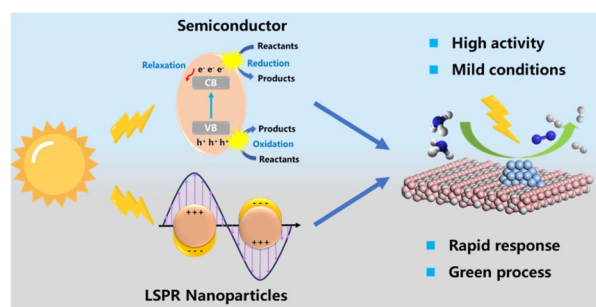 Semiconductor
Reactants
Relaxation
e⁻ e⁻ e⁻
Reduction
CB
Products
VB
Products
h⁺ h⁺ h⁺
Oxidation
Reactants
+++
---
---
+++
LSPR Nanoparticles
High activity
Mild conditions
Rapid response
Green process